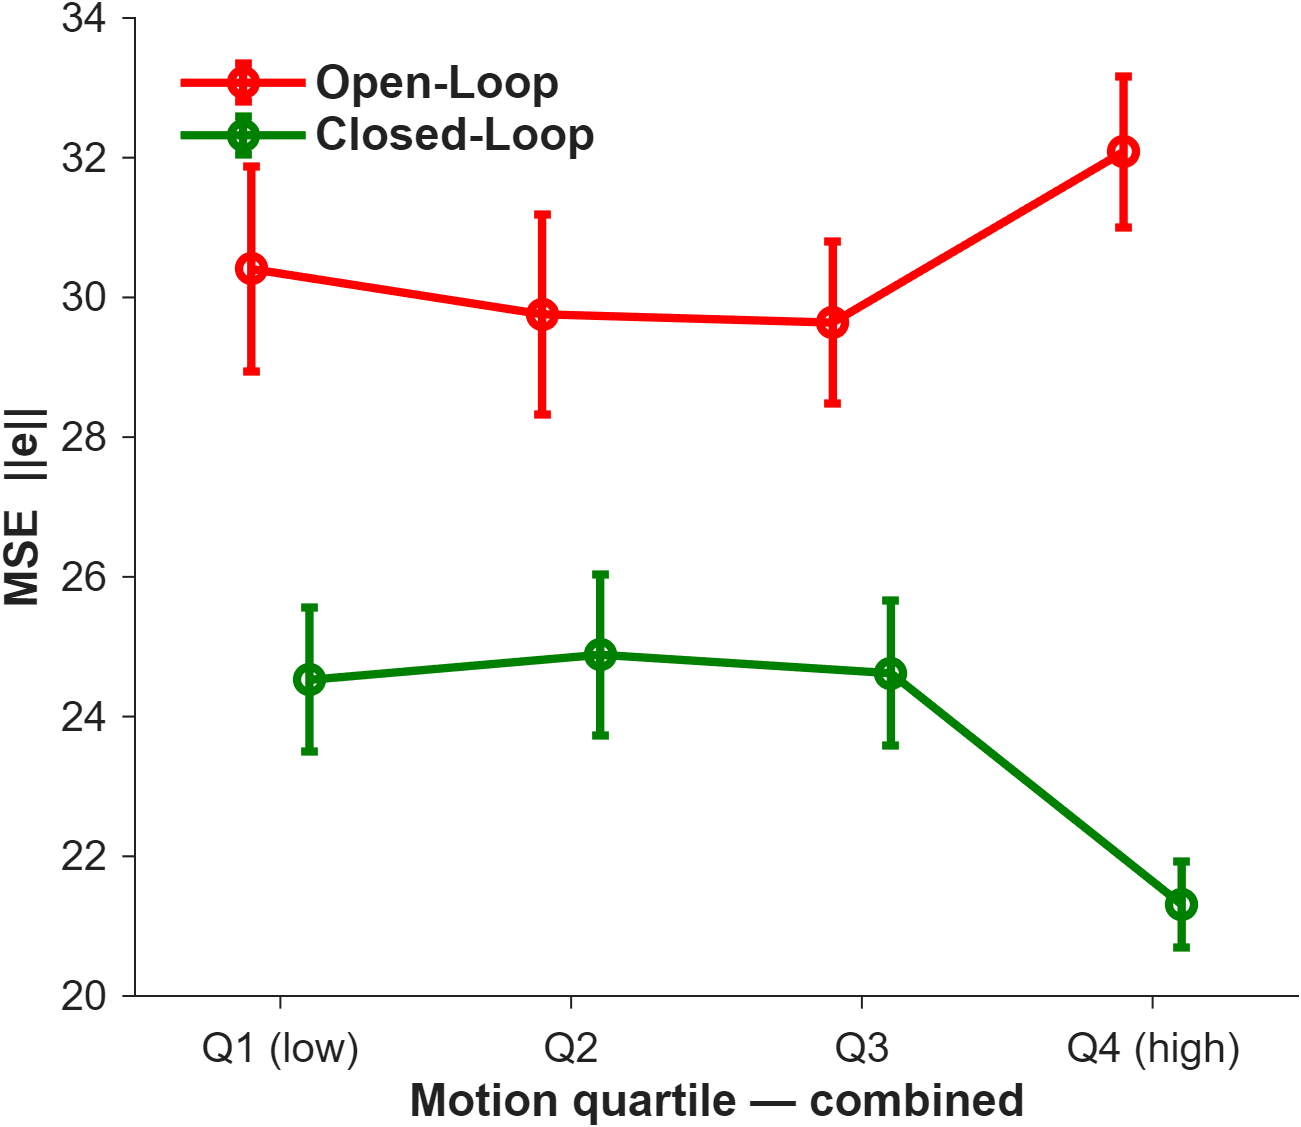 34
32
30
28
26
24
22
20
MSE ||e||
Open-Loop
Closed-Loop
Q1 (low) Q2 Q3 Q4 (high)
Motion quartile — combined